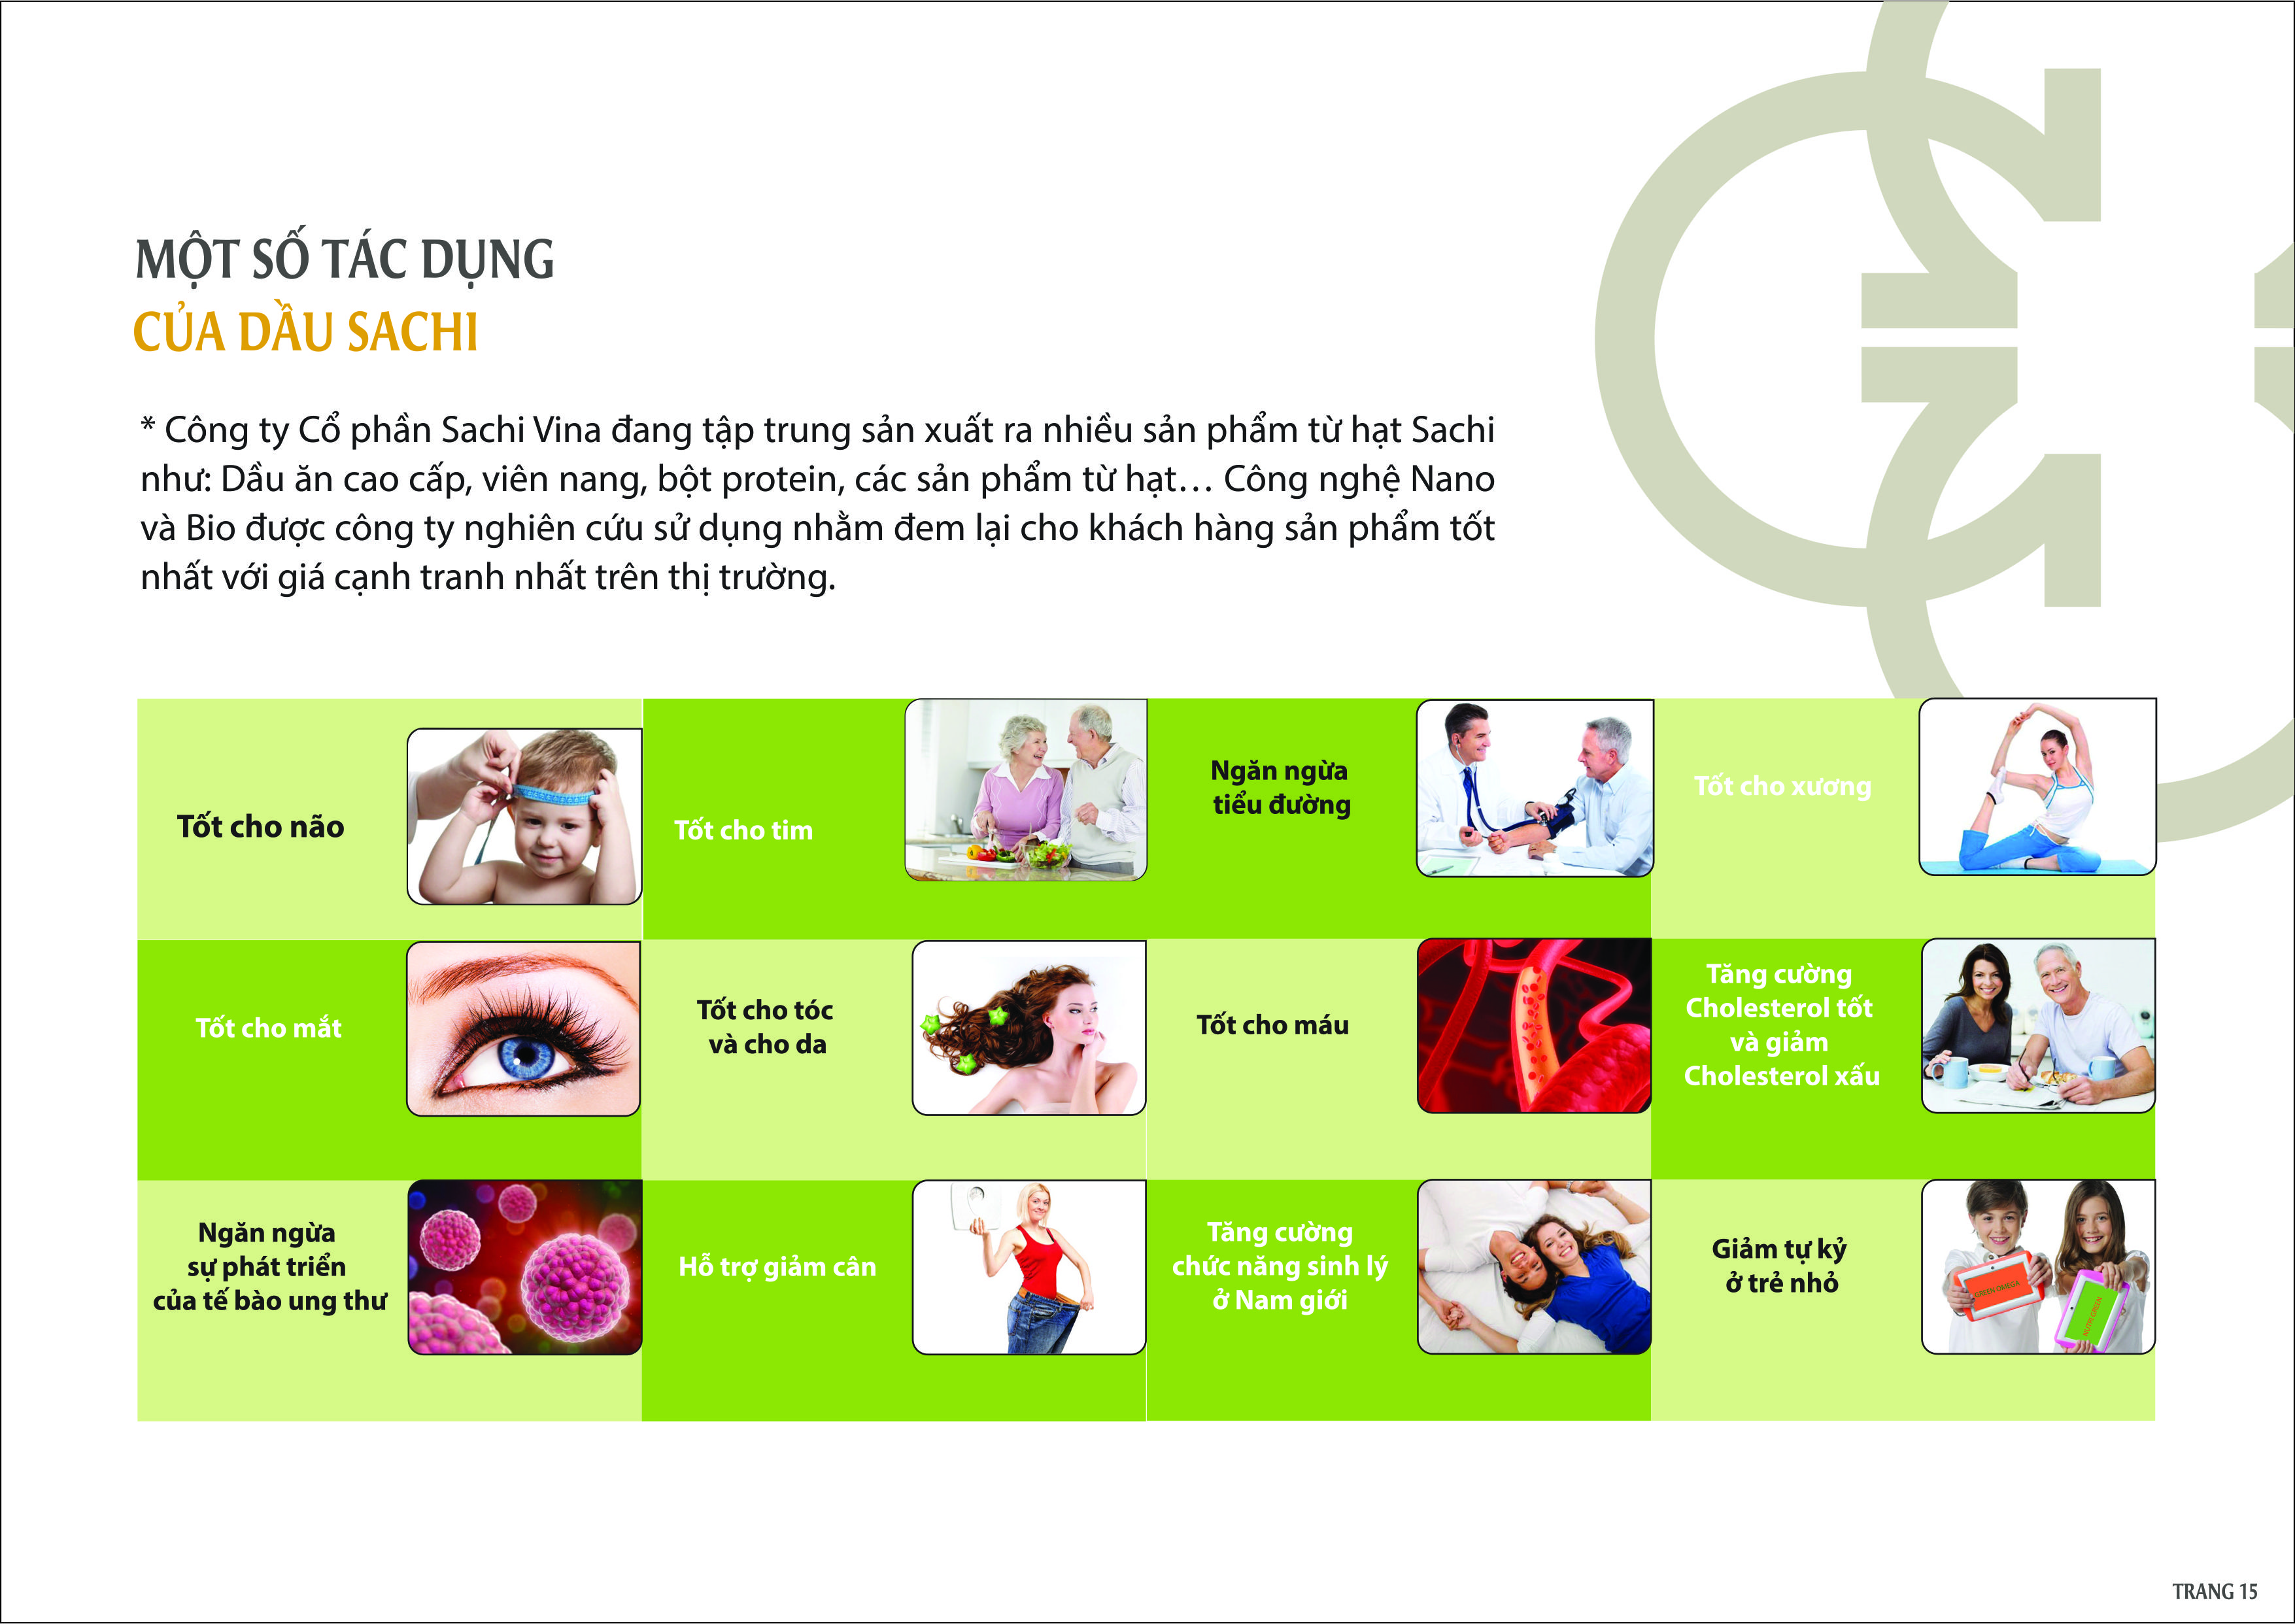 MỘT SỐ TÁC DỤNG
CỦA DẦU SACHI
* Công ty Cổ phần Sachi Vina đang tập trung sản xuất ra nhiều sản phẩm từ hạt Sachi
như: Dầu ăn cao cấp, viên nang, bột protein, các sản phẩm từ hạt… Công nghệ Nano
và Bio được công ty nghiên cứu sử dụng nhằm đem lại cho khách hàng sản phẩm tốt
nhất với giá cạnh tranh nhất trên thị trường.
Tốt cho não
Tốt cho tim
Ngăn ngừa
tiểu đường
Tốt cho xương
Tốt cho mắt
Tốt cho tóc
và cho da
Tốt cho máu
Tăng cường
Cholesterol tốt
và giảm
Cholesterol xấu
Ngăn ngừa
sự phát triển
của tế bào ung thư
Hỗ trợ giảm cân
Tăng cường
chức năng sinh lý
ở Nam giới
Giảm tự kỷ
ở trẻ nhỏ
GREEN OMEGA
NUTRI GREEN
TRANG 15